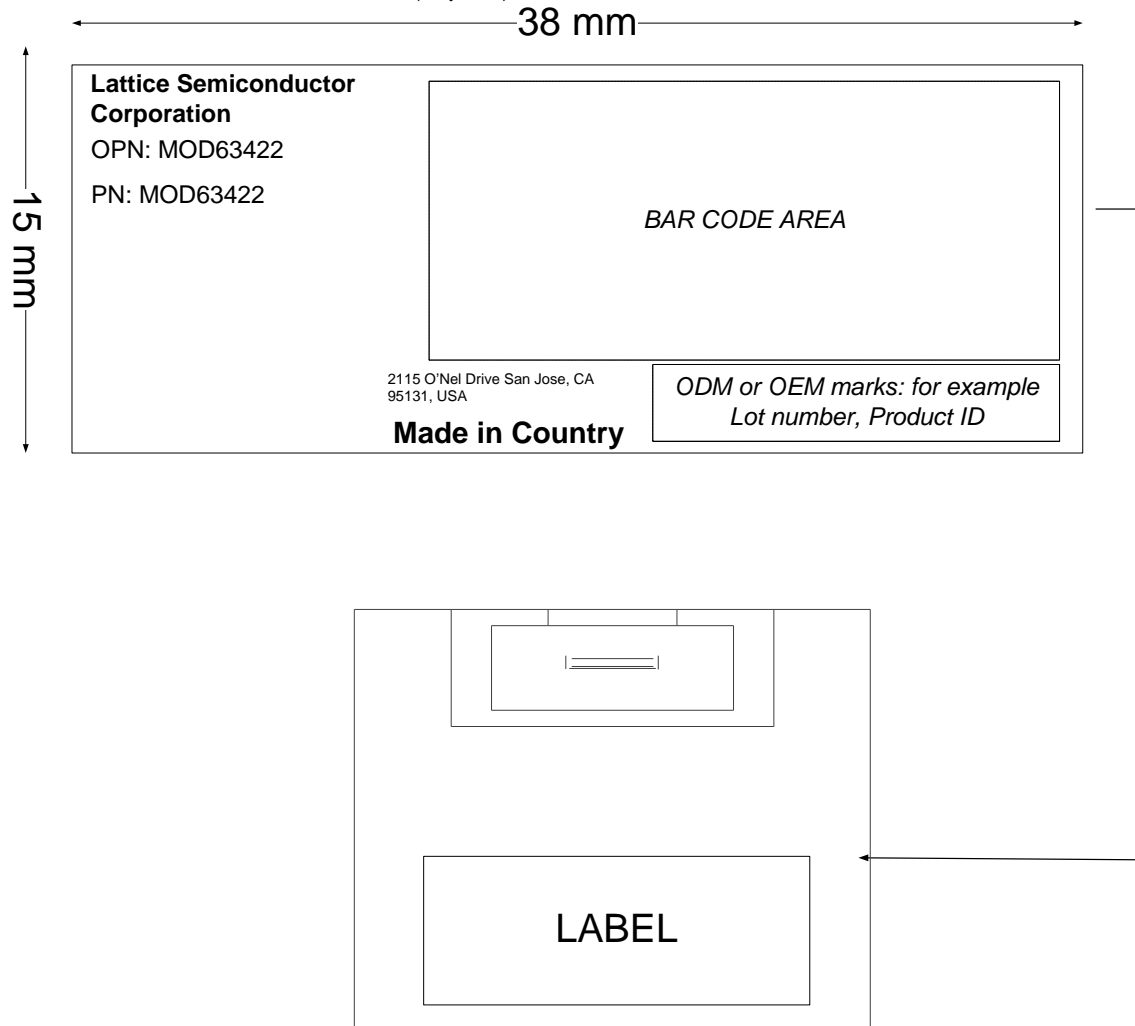 38 mm
15 mm
Lattice Semiconductor
Corporation
OPN: MOD63422
PN: MOD63422
BAR CODE AREA
2115 O'Nel Drive San Jose, CA
95131, USA
Made in Country
ODM or OEM marks: for example
Lot number, Product ID
LABEL